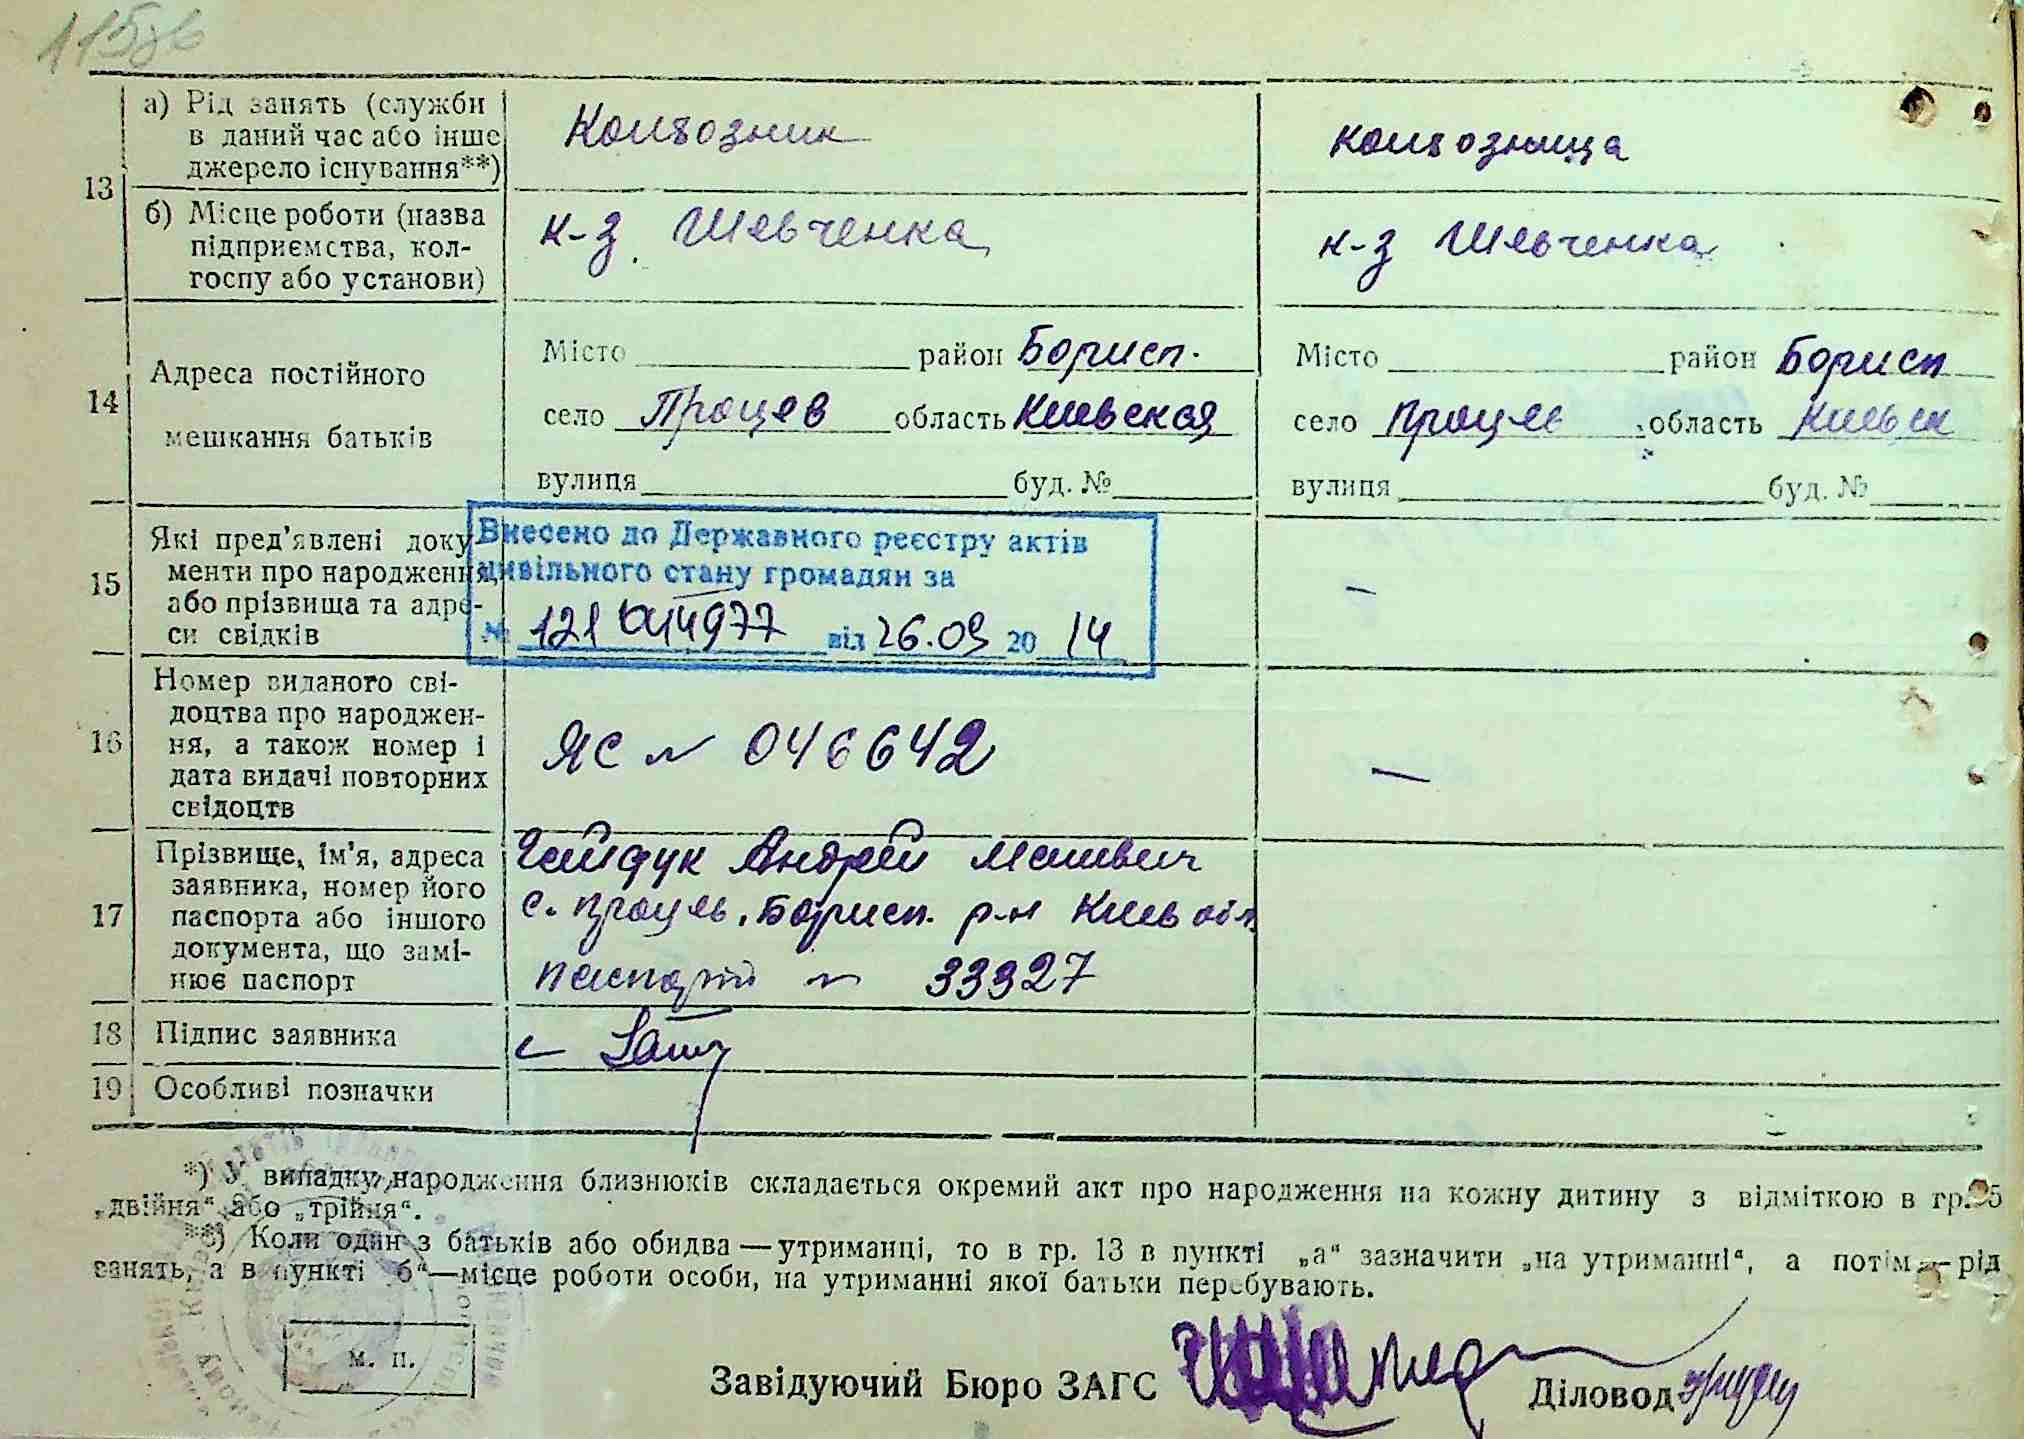 115зв
а) Рід занять (служби в даний час або інше джерело існування**)
Колхозник
колхозница
13
б) Місце роботи (назва підприємства, колгоспу або установи)
к-з Шевченка
к-з Шевченка
14
Адреса постійного мешкання батьків
Місто район Борисп.
село Процев область Киевская
вулиця буд. №
Місто район Борисп
село Процев область Киевск
вулиця буд. №
15
Які пред'явлені документи про народження або прізвища та адреси свідків
Внесено до Державного реєстру актів
цивільного стану громадян за
№ від 26.09 20 14
—
16
Номер виданого свідоцтва про народження, а також номер і дата видачі повторних свідоцтв
ЯС № 046642
—
17
Прізвище, ім'я, адреса заявника, номер його паспорта або іншого документа, що замінює паспорт
Гайдук Андрей
с. Процев, Борисп. р-н Киев обл.
паспорт № 33327
18
Підпис заявника
19
Особливі позначки
*) У випадку народження близнюків складається окремий акт про народження на кожну дитину з відміткою в гр. 5
„двійня“ або „трійня“.
**) Коли один з батьків або обидва—утриманці, то в гр. 13 в пункті „а“ зазначити „на утриманні“, а потім—рід
занять, а в пункті „б“—місце роботи особи, на утриманні якої батьки перебувають.
м. п.
Завідуючий Бюро ЗАГС
Діловод